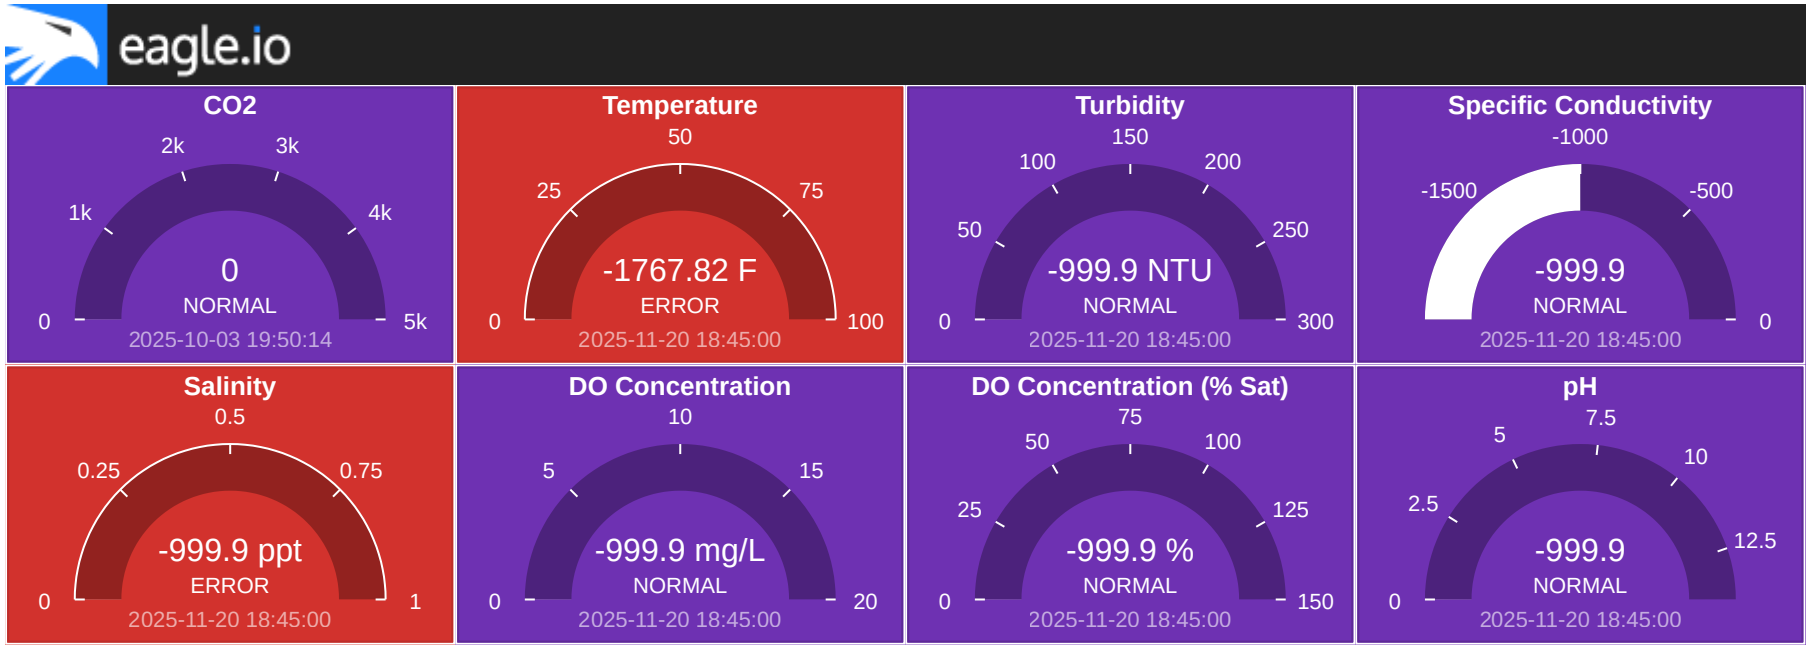 eagle.io
CO2
2k
3k
1k
4k
0
NORMAL
0
5k
2025-10-03 19:50:14
Temperature
50
25
75
-1767.82 F
ERROR
0
100
2025-11-20 18:45:00
Turbidity
150
100
200
50
250
-999.9 NTU
NORMAL
0
300
2025-11-20 18:45:00
Specific Conductivity
-1000
-1500
-500
-999.9
NORMAL
0
2025-11-20 18:45:00
Salinity
0.5
0.25
0.75
-999.9 ppt
ERROR
0
1
2025-11-20 18:45:00
DO Concentration
10
5
15
-999.9 mg/L
NORMAL
0
20
2025-11-20 18:45:00
DO Concentration (% Sat)
75
50
100
25
125
-999.9 %
NORMAL
0
150
2025-11-20 18:45:00
pH
7.5
5
10
2.5
12.5
-999.9
NORMAL
0
2025-11-20 18:45:00